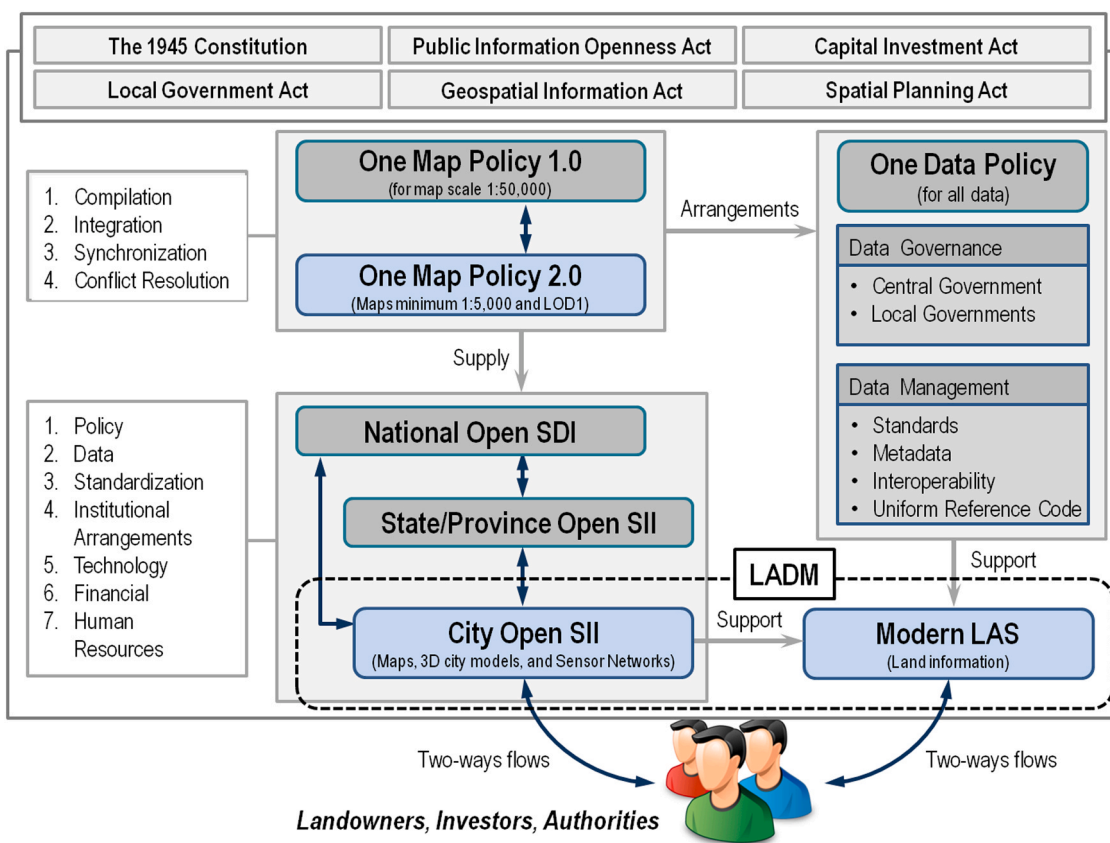 The 1945 Constitution
Public Information Openness Act
Capital Investment Act
Local Government Act
Geospatial Information Act
Spatial Planning Act
1. Compilation
2. Integration
3. Synchronization
4. Conflict Resolution
One Map Policy 1.0
(for map scale 1:50,000)
One Map Policy 2.0
(Maps minimum 1:5,000 and LOD1)
Arrangements
One Data Policy
(for all data)
Data Governance
• Central Government
• Local Governments
Data Management
• Standards
• Metadata
• Interoperability
• Uniform Reference Code
Supply
1. Policy
2. Data
3. Standardization
4. Institutional
Arrangements
5. Technology
6. Financial
7. Human
Resources
National Open SDI
State/Province Open SII
City Open SII
(Maps, 3D city models, and Sensor Networks)
LADM
Support
Support
Modern LAS
(Land information)
Two-ways flows
Two-ways flows
Landowners, Investors, Authorities